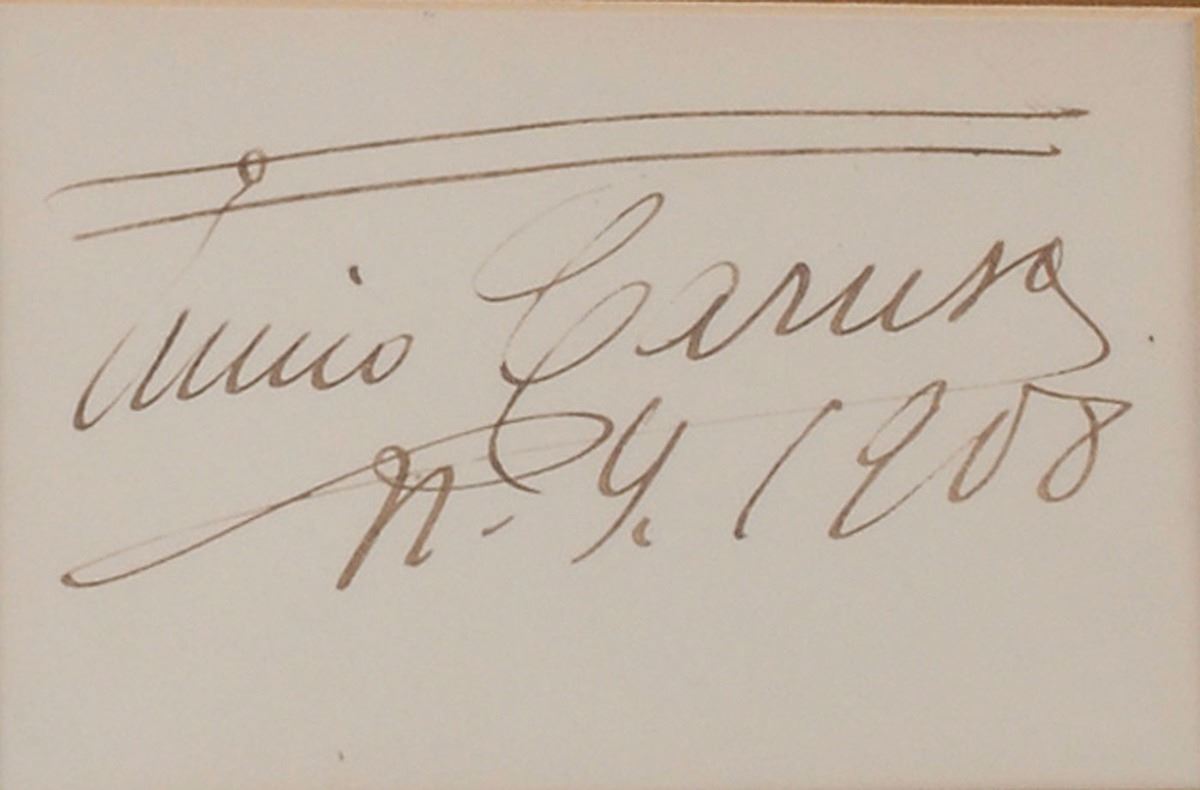 Enrico Caruso
N. Y. 1908